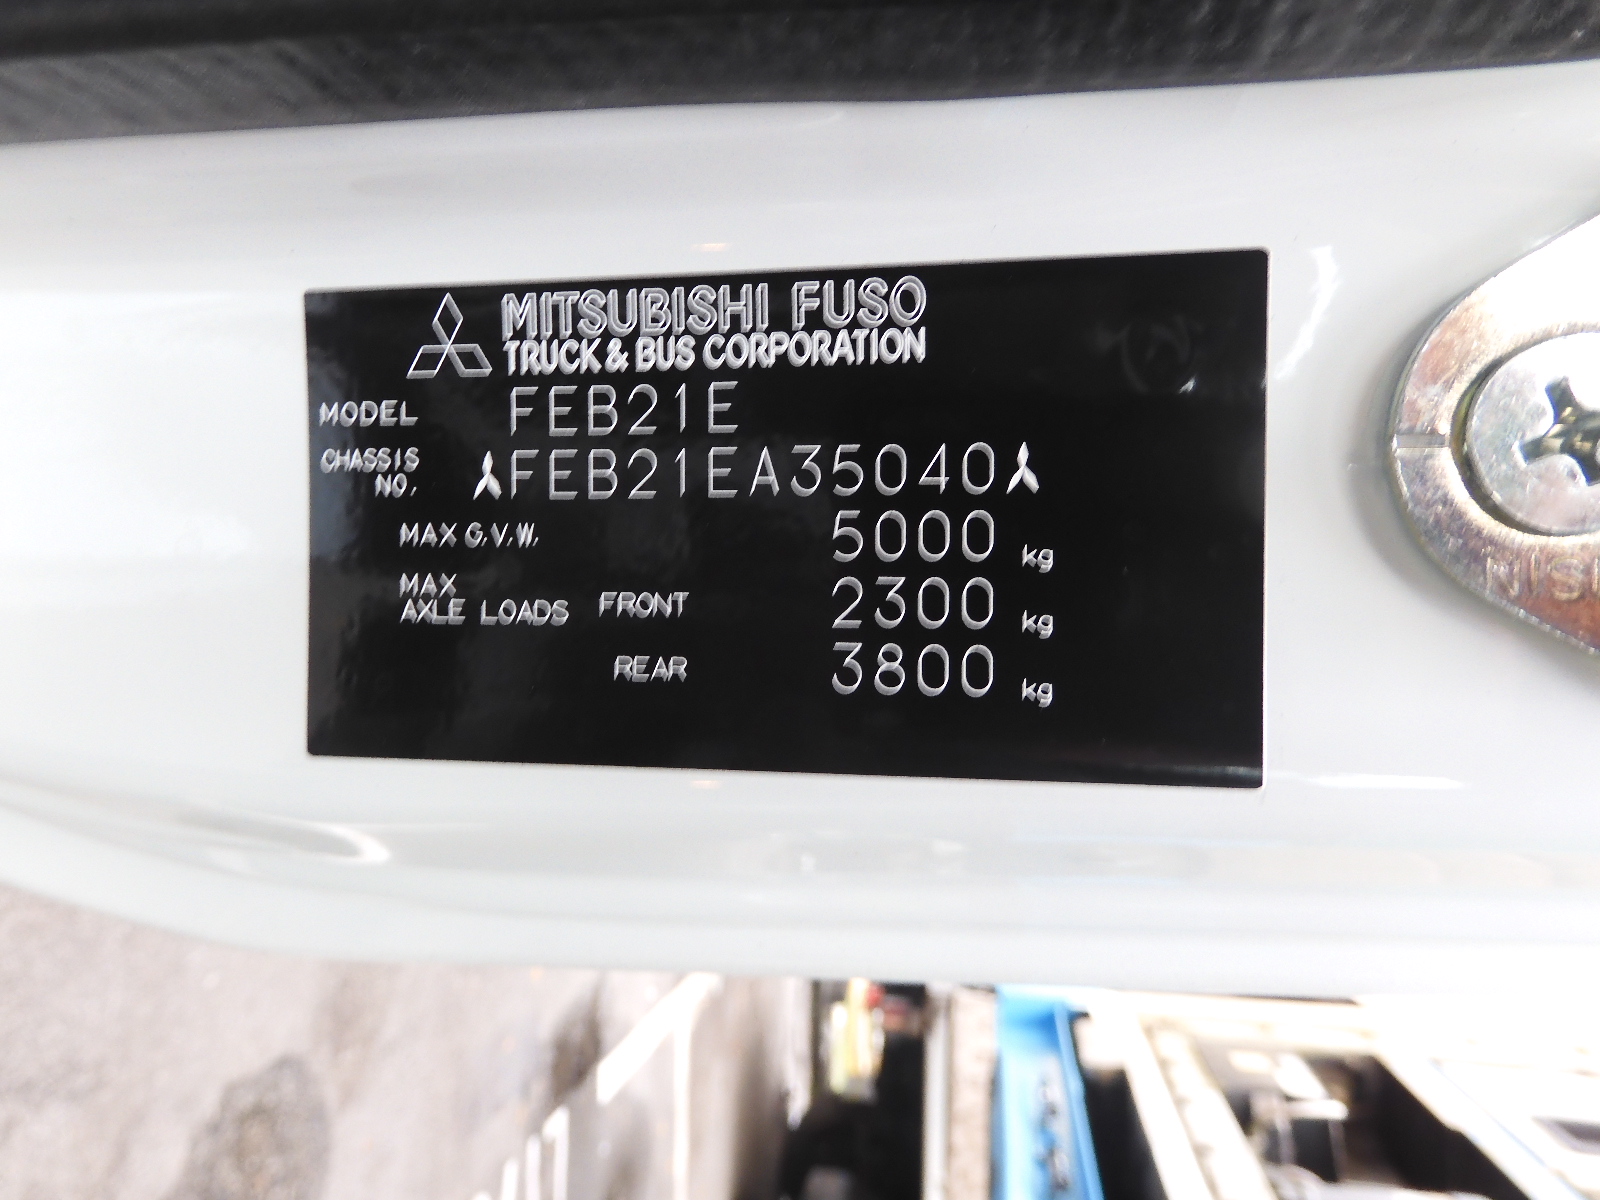 MITSUBISHI FUSO
TRUCK & BUS CORPORATION
MODEL FEB21E
CHASSIS NO. FEB21EA35040
MAX G.V.W. 5000 kg
MAX AXLE LOADS FRONT 2300 kg
REAR 3800 kg